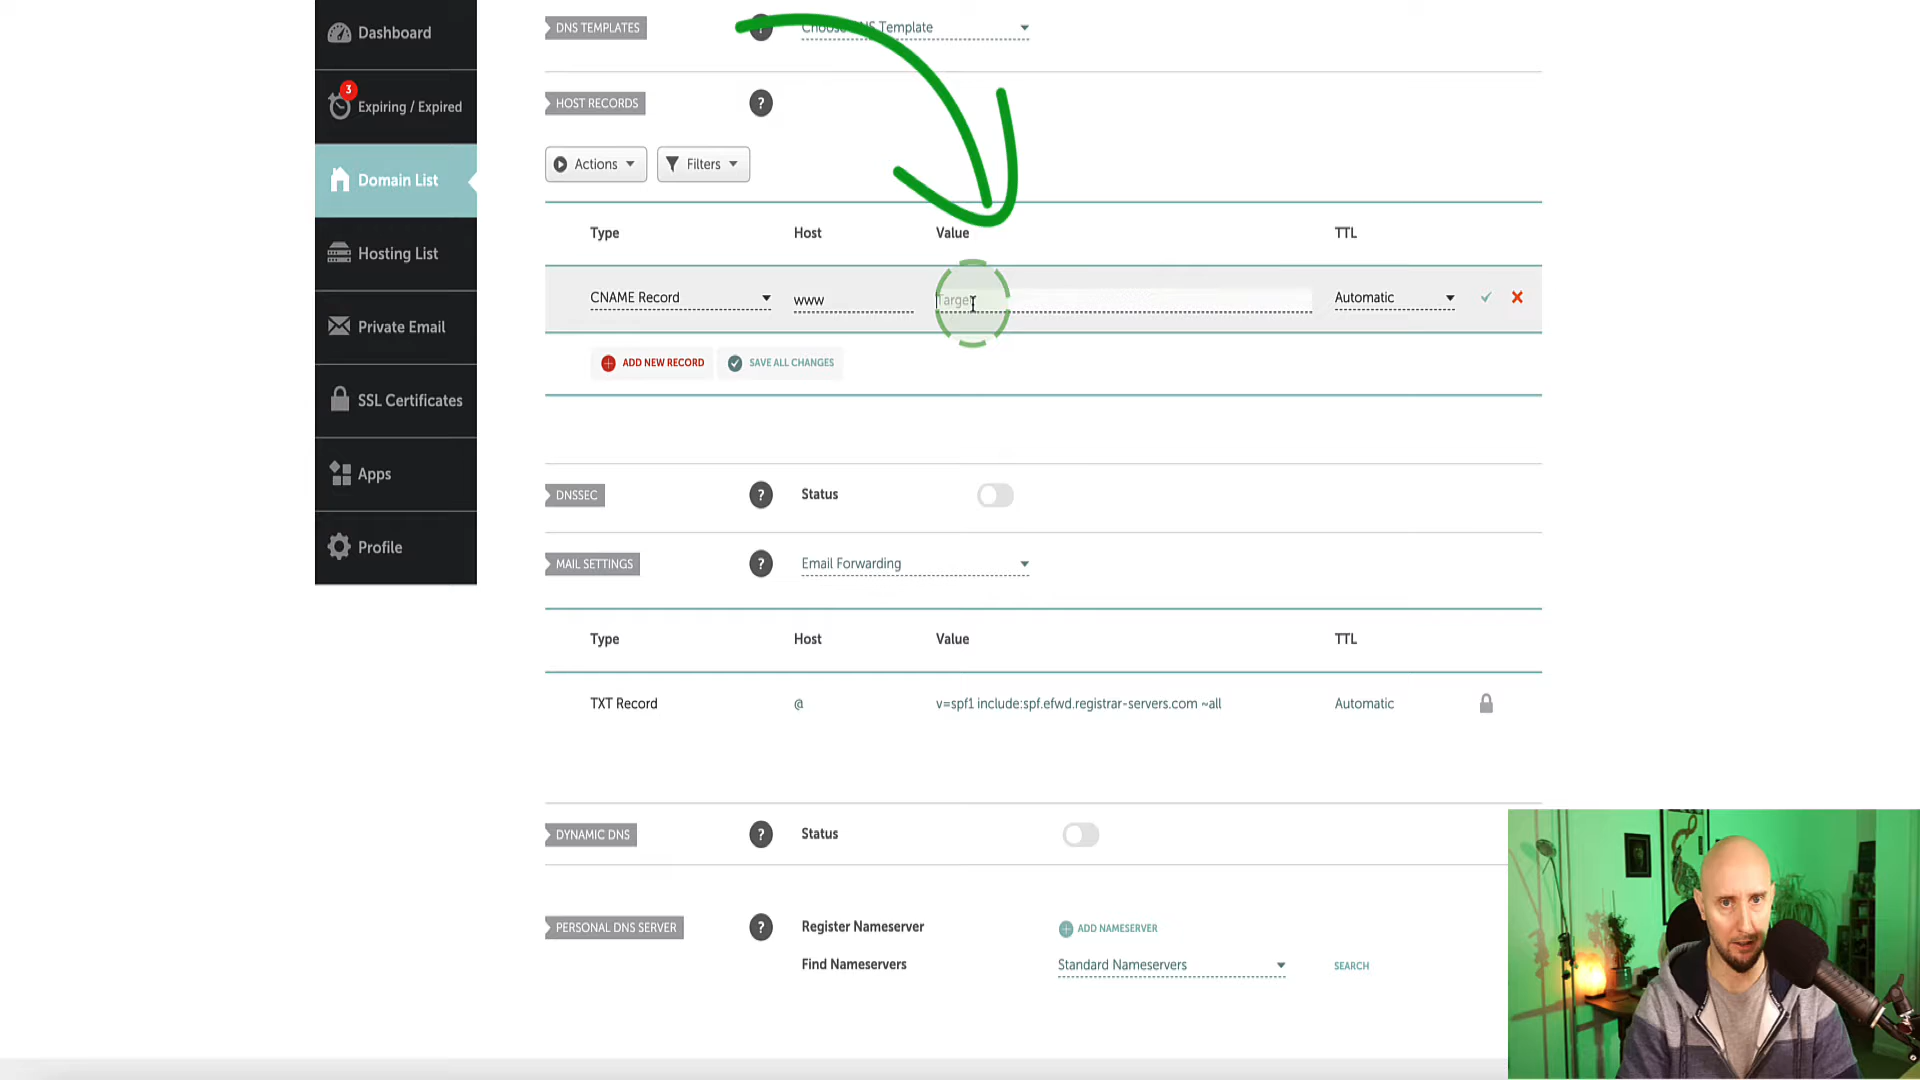 Dashboard
3
Expiring / Expired
Domain List
Hosting List
Private Email
SSL Certificates
Apps
Profile
DNS TEMPLATES ? Choose DNS Template
HOST RECORDS ?
Actions Filters
Type Host Value TTL
CNAME Record www Target Automatic
ADD NEW RECORD SAVE ALL CHANGES
DNSSEC ? Status
MAIL SETTINGS ? Email Forwarding
Type Host Value TTL
TXT Record @ v=spf1 include:spf.efwd.registrar-servers.com ~all Automatic
DYNAMIC DNS ? Status
PERSONAL DNS SERVER ? Register Nameserver ADD NAMESERVER
Find Nameservers Standard Nameservers SEARCH